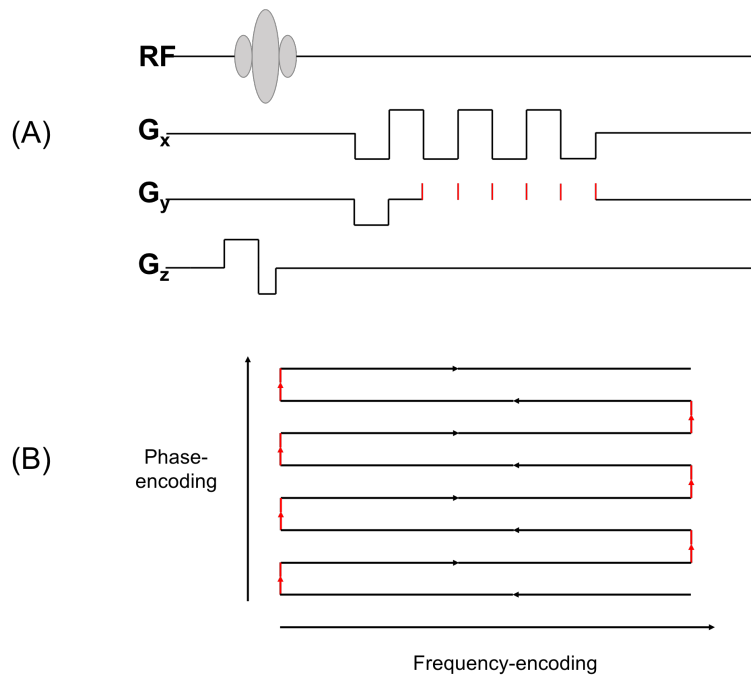 RF
(A)
Gx
Gy
Gz
(B)
Phase-
encoding
Frequency-encoding